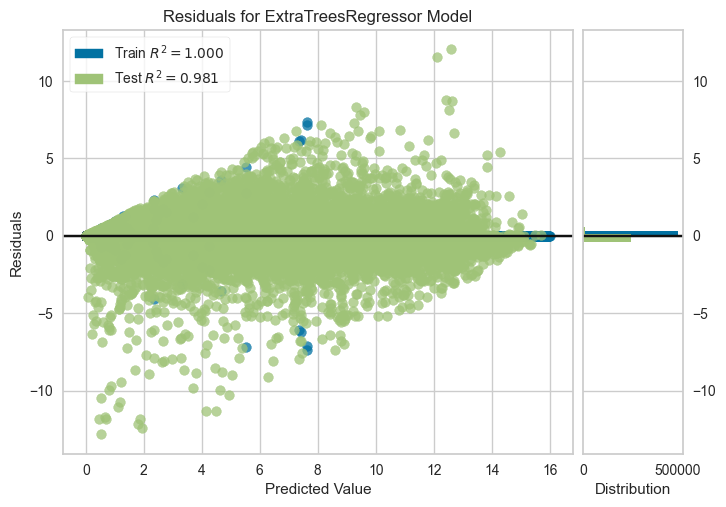 Residuals for ExtraTreesRegressor Model
Train R² = 1.000
Test R² = 0.981
Residuals
10
5
0
−5
−10
10
5
0
−5
−10
0 2 4 6 8 10 12 14 16
0 500000
Predicted Value
Distribution